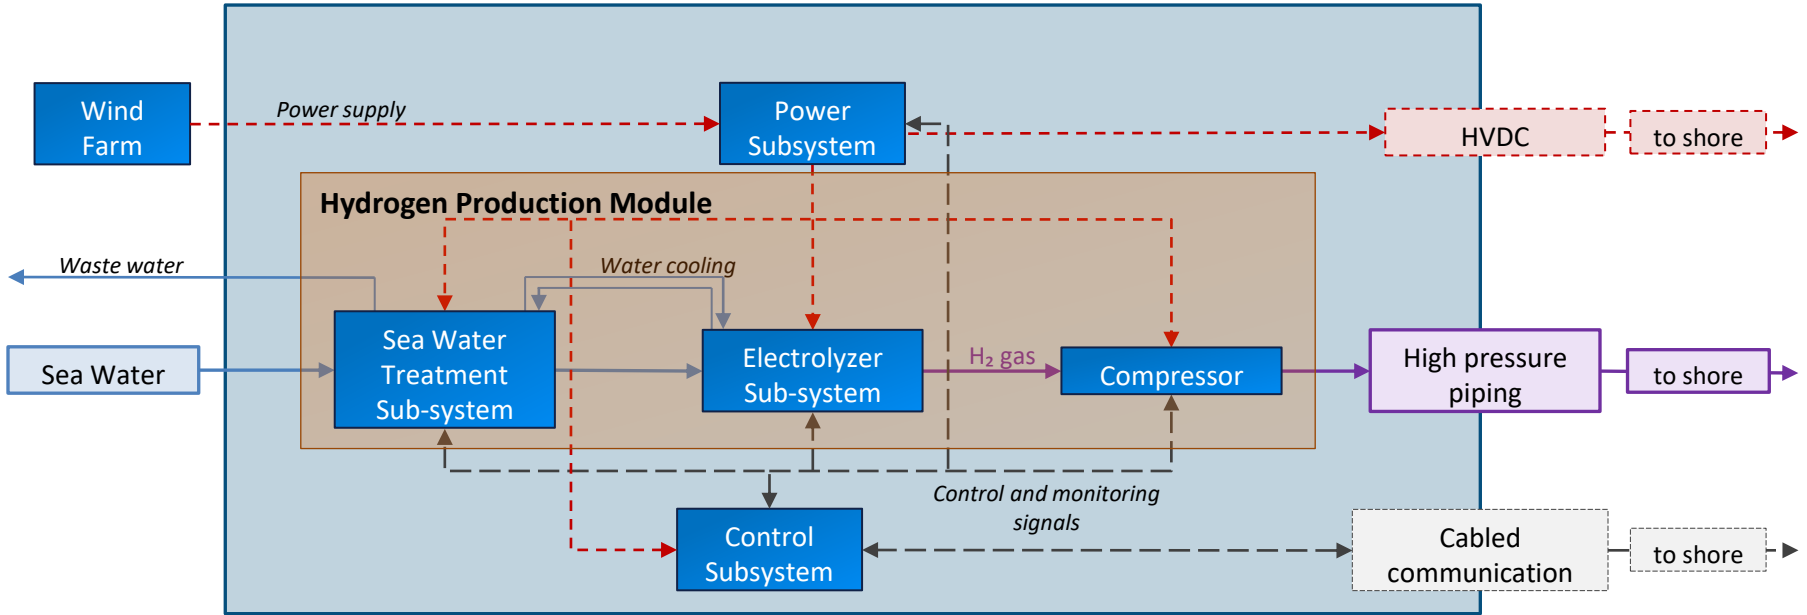 Wind
Farm
Power supply
Power
Subsystem
HVDC
to shore
Hydrogen Production Module
Waste water
Water cooling
Sea Water
Sea Water
Treatment
Sub-system
Electrolyzer
Sub-system
H₂ gas
Compressor
High pressure
piping
to shore
Control and monitoring
signals
Control
Subsystem
Cabled
communication
to shore